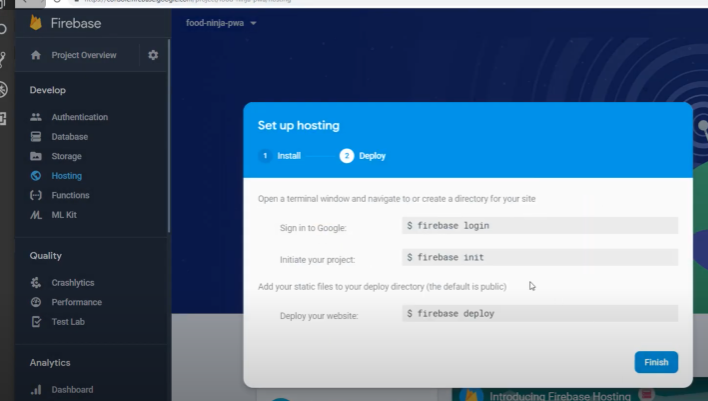 Firebase
food-ninja-pwa
Project Overview
Develop
Authentication
Database
Storage
Hosting
Functions
ML Kit
Quality
Crashlytics
Performance
Test Lab
Analytics
Dashboard
Set up hosting
1 Install
2 Deploy
Open a terminal window and navigate to or create a directory for your site
Sign in to Google:
$ firebase login
Initiate your project:
$ firebase init
Add your static files to your deploy directory (the default is public)
Deploy your website:
$ firebase deploy
Finish
Introducing Firebase Hosting